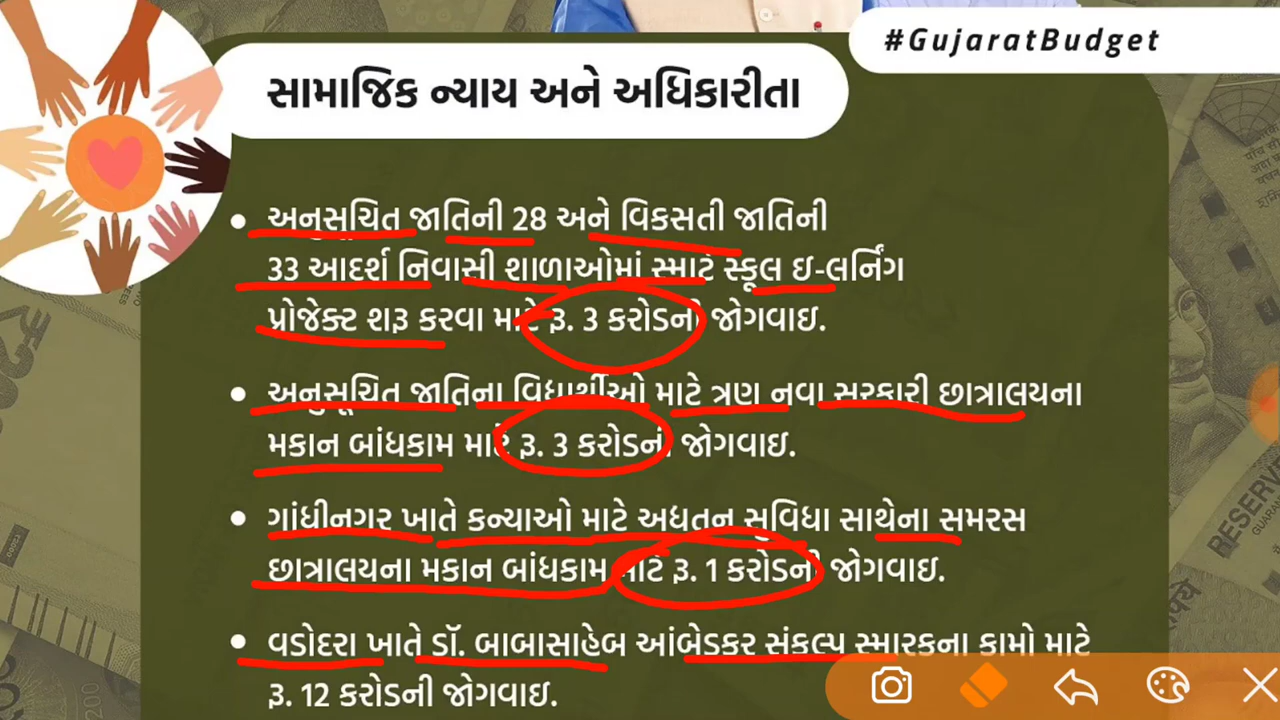 #GujaratBudget
સામાજિક ન્યાય અને અધિકારીતા
• અનુસૂચિત જાતિની 28 અને વિકસતી જાતિની
33 આદર્શ નિવાસી શાળાઓમાં સ્માર્ટ સ્કૂલ ઇ-લર્નિંગ
પ્રોજેક્ટ શરૂ કરવા માટે રૂ. 3 કરોડની જોગવાઇ.
• અનુસૂચિત જાતિના વિદ્યાર્થીઓ માટે ત્રણ નવા સરકારી છાત્રાલયના
મકાન બાંધકામ માટે રૂ. 3 કરોડની જોગવાઇ.
• ગાંધીનગર ખાતે કન્યાઓ માટે અદ્યતન સુવિધા સાથેના સમરસ
છાત્રાલયના મકાન બાંધકામ માટે રૂ. 1 કરોડની જોગવાઇ.
• વડોદરા ખાતે ડૉ. બાબાસાહેબ આંબેડકર સંકલ્પ સ્મારકના કામો માટે
રૂ. 12 કરોડની જોગવાઇ.